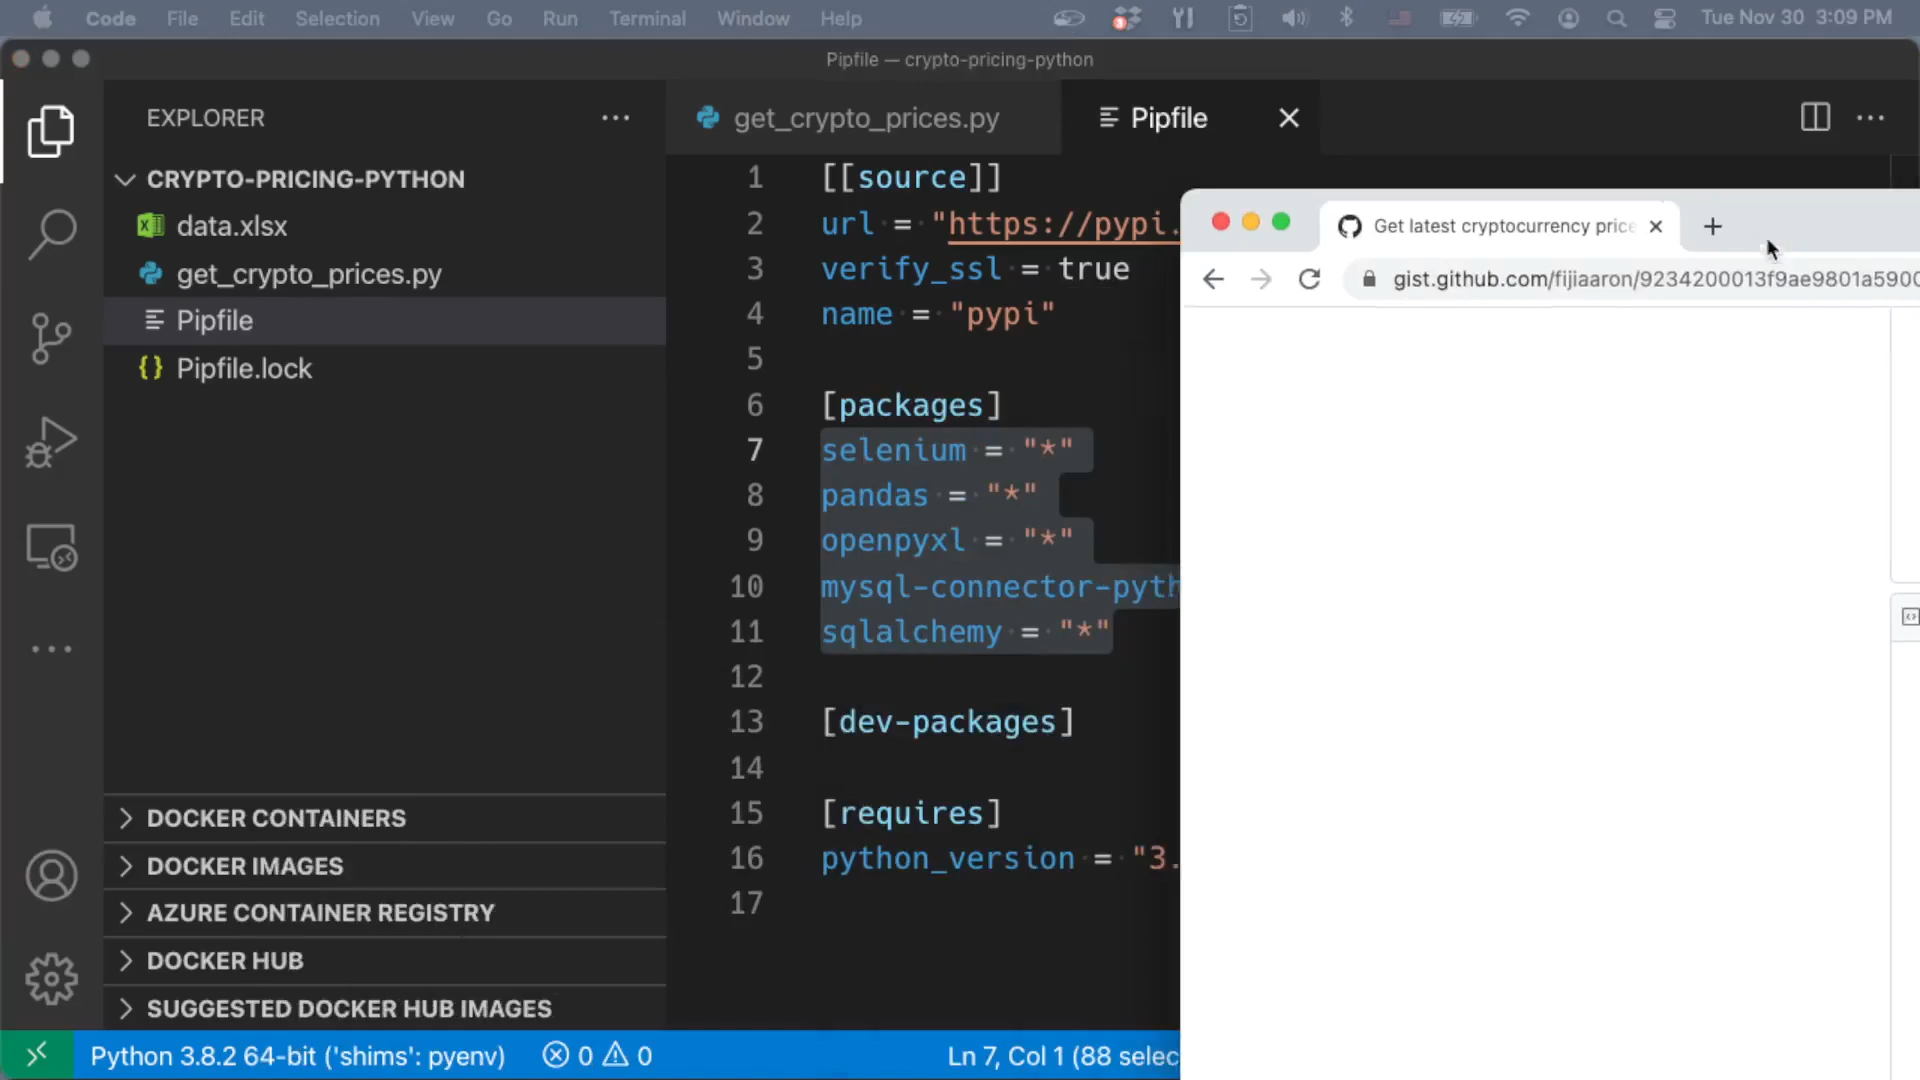 Code File Edit Selection View Go Run Terminal Window Help 3 Tue Nov 30 3:09 PM
Pipfile — crypto-pricing-python
EXPLORER
CRYPTO-PRICING-PYTHON
data.xlsx
get_crypto_prices.py
Pipfile
Pipfile.lock
DOCKER CONTAINERS
DOCKER IMAGES
AZURE CONTAINER REGISTRY
DOCKER HUB
SUGGESTED DOCKER HUB IMAGES
get_crypto_prices.py Pipfile
1 [[source]]
2 url = "https://pypi.
3 verify_ssl = true
4 name = "pypi"
5
6 [packages]
7 selenium = "*"
8 pandas = "*"
9 openpyxl = "*"
10 mysql-connector-pyth
11 sqlalchemy = "*"
12
13 [dev-packages]
14
15 [requires]
16 python_version = "3.
17
Get latest cryptocurrency price
gist.github.com/fijiaaron/9234200013f9ae9801a5900
Python 3.8.2 64-bit ('shims': pyenv) 0 0 Ln 7, Col 1 (88 selec